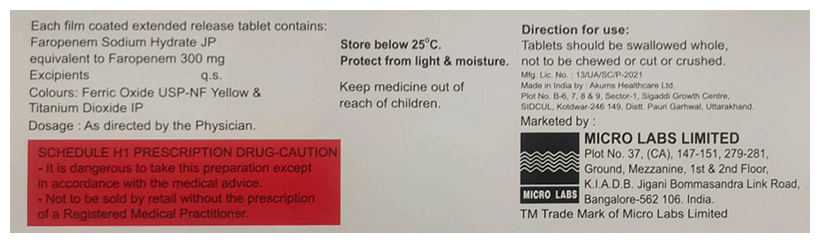 Each film coated extended release tablet contains:
Faropenem Sodium Hydrate JP
equivalent to Faropenem 300 mg
Excipients q.s.
Colours: Ferric Oxide USP-NF Yellow &
Titanium Dioxide IP
Dosage : As directed by the Physician.
SCHEDULE H1 PRESCRIPTION DRUG-CAUTION
- It is dangerous to take this preparation except
in accordance with the medical advice.
- Not to be sold by retail without the prescription
of a Registered Medical Practitioner.
Store below 25°C.
Protect from light & moisture.
Keep medicine out of
reach of children.
Direction for use:
Tablets should be swallowed whole,
not to be chewed or cut or crushed.
Mfg. Lic. No. : 13/UA/SC/P-2021
Made in India by : Akums Healthcare Ltd.
Plot No. B-6, 7, 8 & 9, Sector-1, Sigaddi Growth Centre,
SIDCUL, Kotdwar-246 149, Distt. Pauri Garhwal, Uttarakhand.
Marketed by :
MICRO LABS
MICRO LABS LIMITED
Plot No. 37, (CA), 147-151, 279-281,
Ground, Mezzanine, 1st & 2nd Floor,
K.I.A.D.B. Jigani Bommasandra Link Road,
Bangalore-562 106. India.
TM Trade Mark of Micro Labs Limited